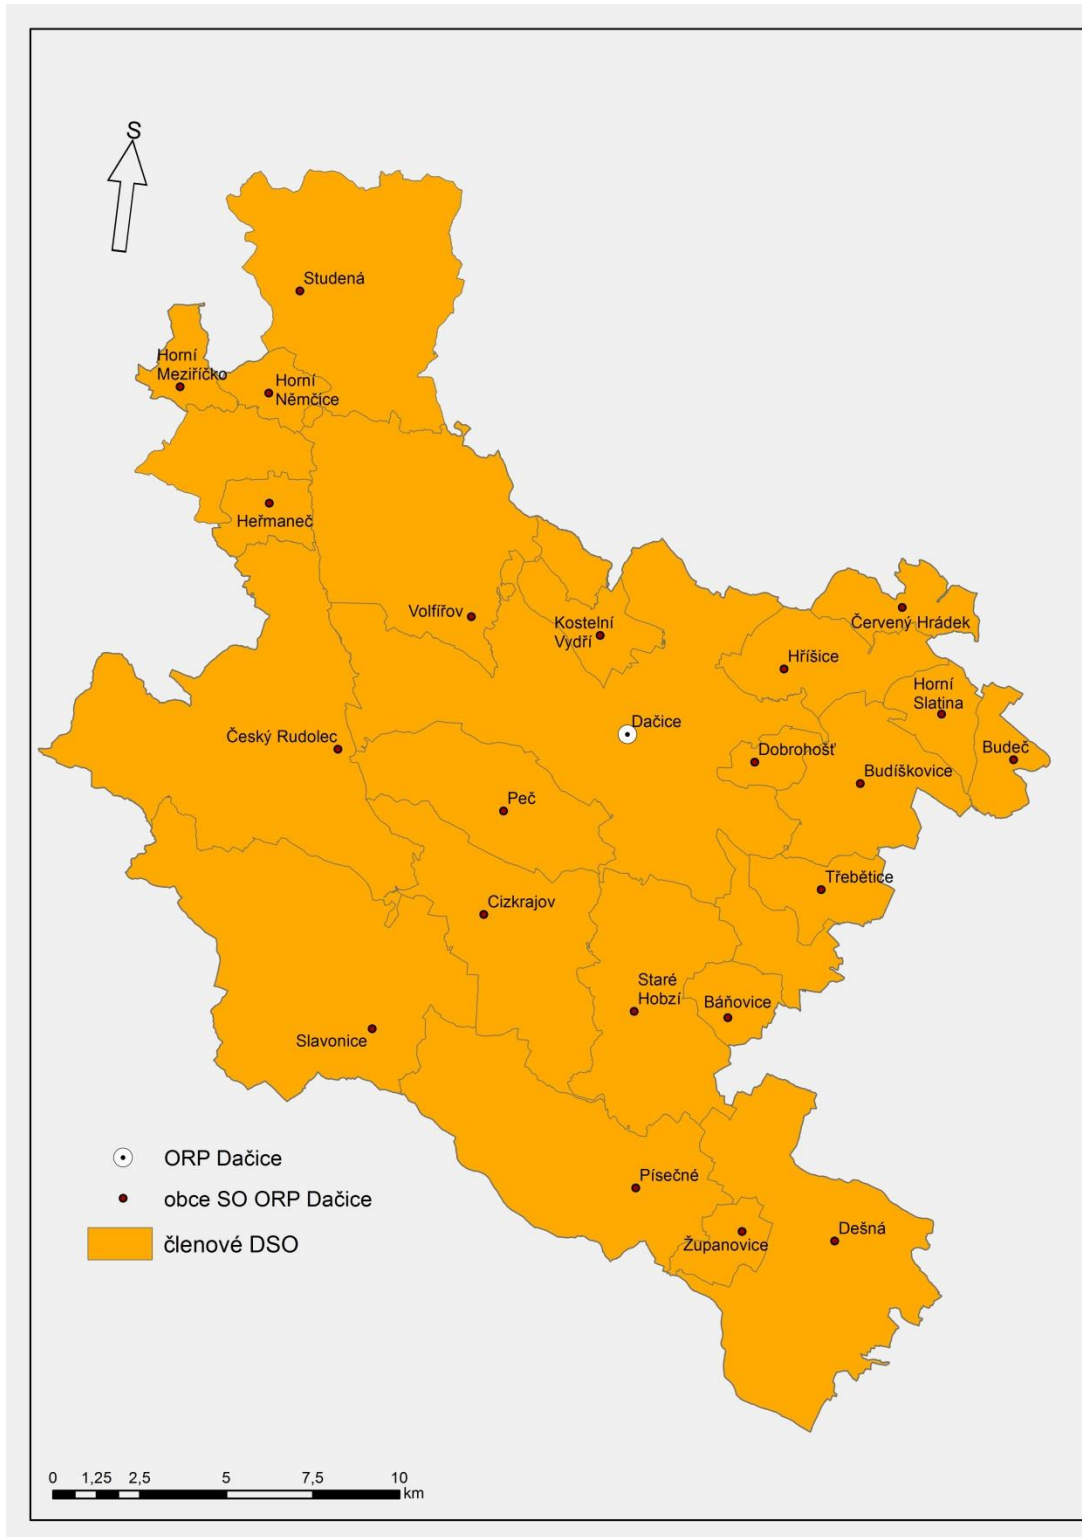 S
Studená
Horní
Meziříčko
Horní
Němčice
Heřmaneč
Volfířov
Kostelní
Vydří
Červený Hrádek
Hříšice
Horní
Slatina
Dačice
Český Rudolec
Dobrohošť
Budeč
Budíškovice
Peč
Třebětice
Cizkrajov
Staré
Hobzí
Báňovice
Slavonice
Písečné
Županovice
Dešná
ORP Dačice
obce SO ORP Dačice
členové DSO
0 1,25 2,5 5 7,5 10
km